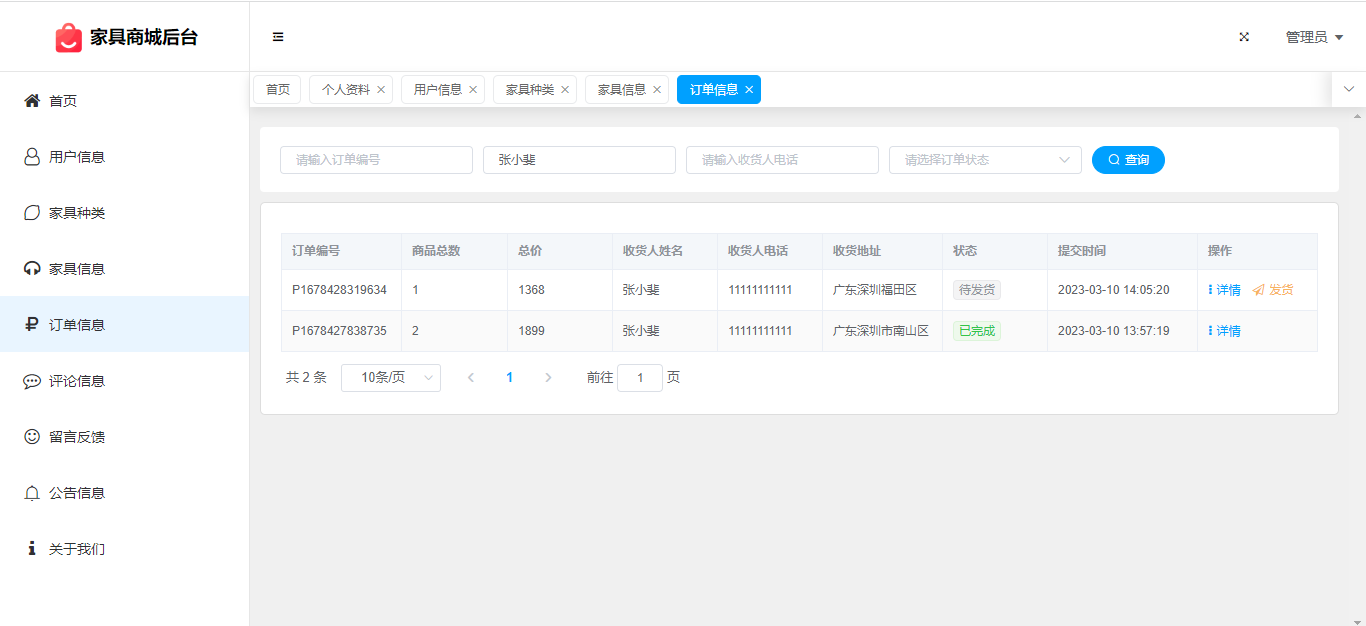 家具商城后台
管理员
首页 个人资料 用户信息 家具种类 家具信息 订单信息
首页
用户信息
家具种类
家具信息
订单信息
评论信息
留言反馈
公告信息
关于我们
请输入订单编号 张小斐 请输入收货人电话 请选择订单状态 查询
订单编号 商品总数 总价 收货人姓名 收货人电话 收货地址 状态 提交时间 操作
P1678428319634 1 1368 张小斐 11111111111 广东深圳福田区 待发货 2023-03-10 14:05:20 详情 发货
P1678427838735 2 1899 张小斐 11111111111 广东深圳市南山区 已完成 2023-03-10 13:57:19 详情
共 2 条 10条/页 1 前往 1 页